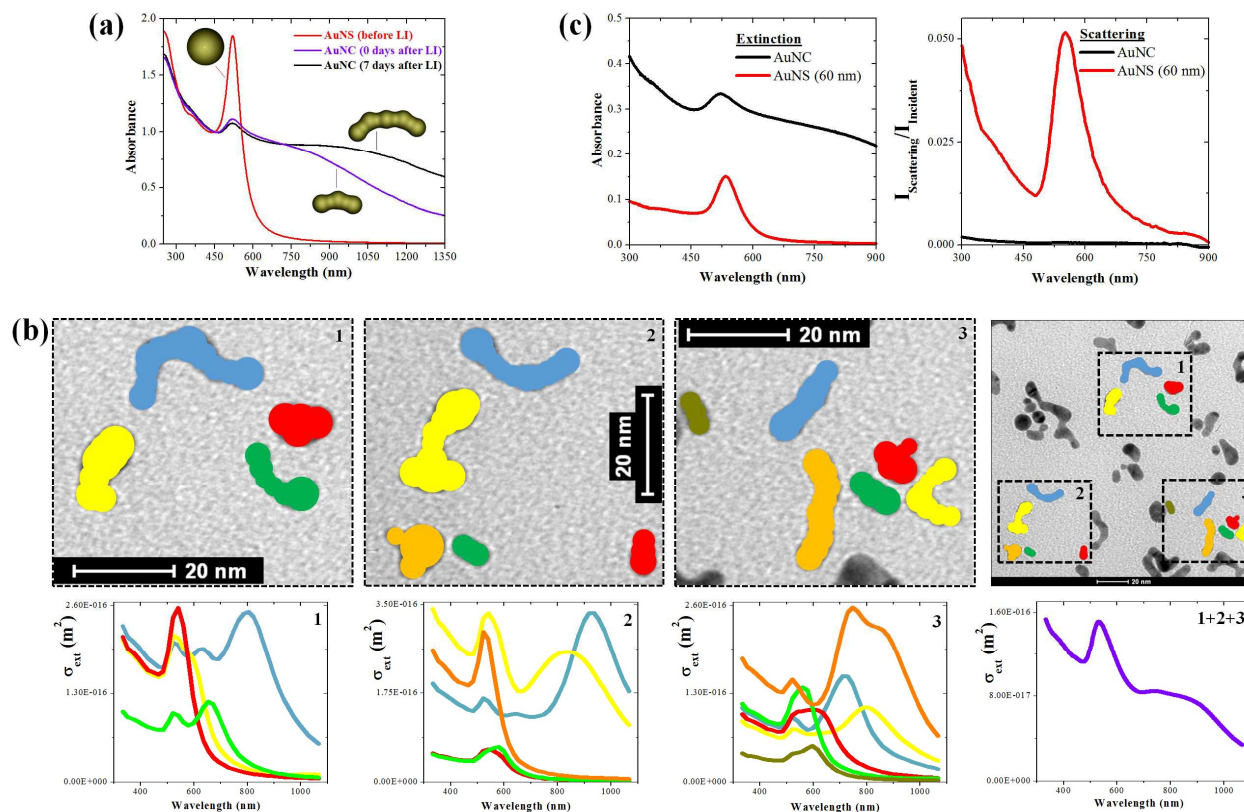 (a)
2.0
1.5
1.0
0.5
0.0
Absorbance
AuNS (before LI)
AuNC (0 days after LI)
AuNC (7 days after LI)
300 450 600 750 900 1050 1200 1350
Wavelength (nm)
(c)
0.5
0.4
0.3
0.2
0.1
0.0
Absorbance
Extinction
AuNC
AuNS (60 nm)
300 450 600 750 900
Wavelength (nm)
0.050
0.025
0.000
I Scattering /I Incident
Scattering
AuNC
AuNS (60 nm)
300 450 600 750 900
Wavelength (nm)
(b)
1
20 nm
2
20 nm
3
20 nm
1
2
20 nm
2.60E-016
1.30E-016
0.00E+000
σext (m2)
1
400 600 800 1000
Wavelength (nm)
3.50E-016
1.75E-016
0.00E+000
σext (m2)
2
400 600 800 1000
Wavelength (nm)
2.60E-016
1.30E-016
0.00E+000
σext (m2)
3
400 600 800 1000
Wavelength (nm)
1.60E-016
8.00E-017
0.00E+000
σext (m2)
1+2+3
400 600 800 1000
Wavelength (nm)